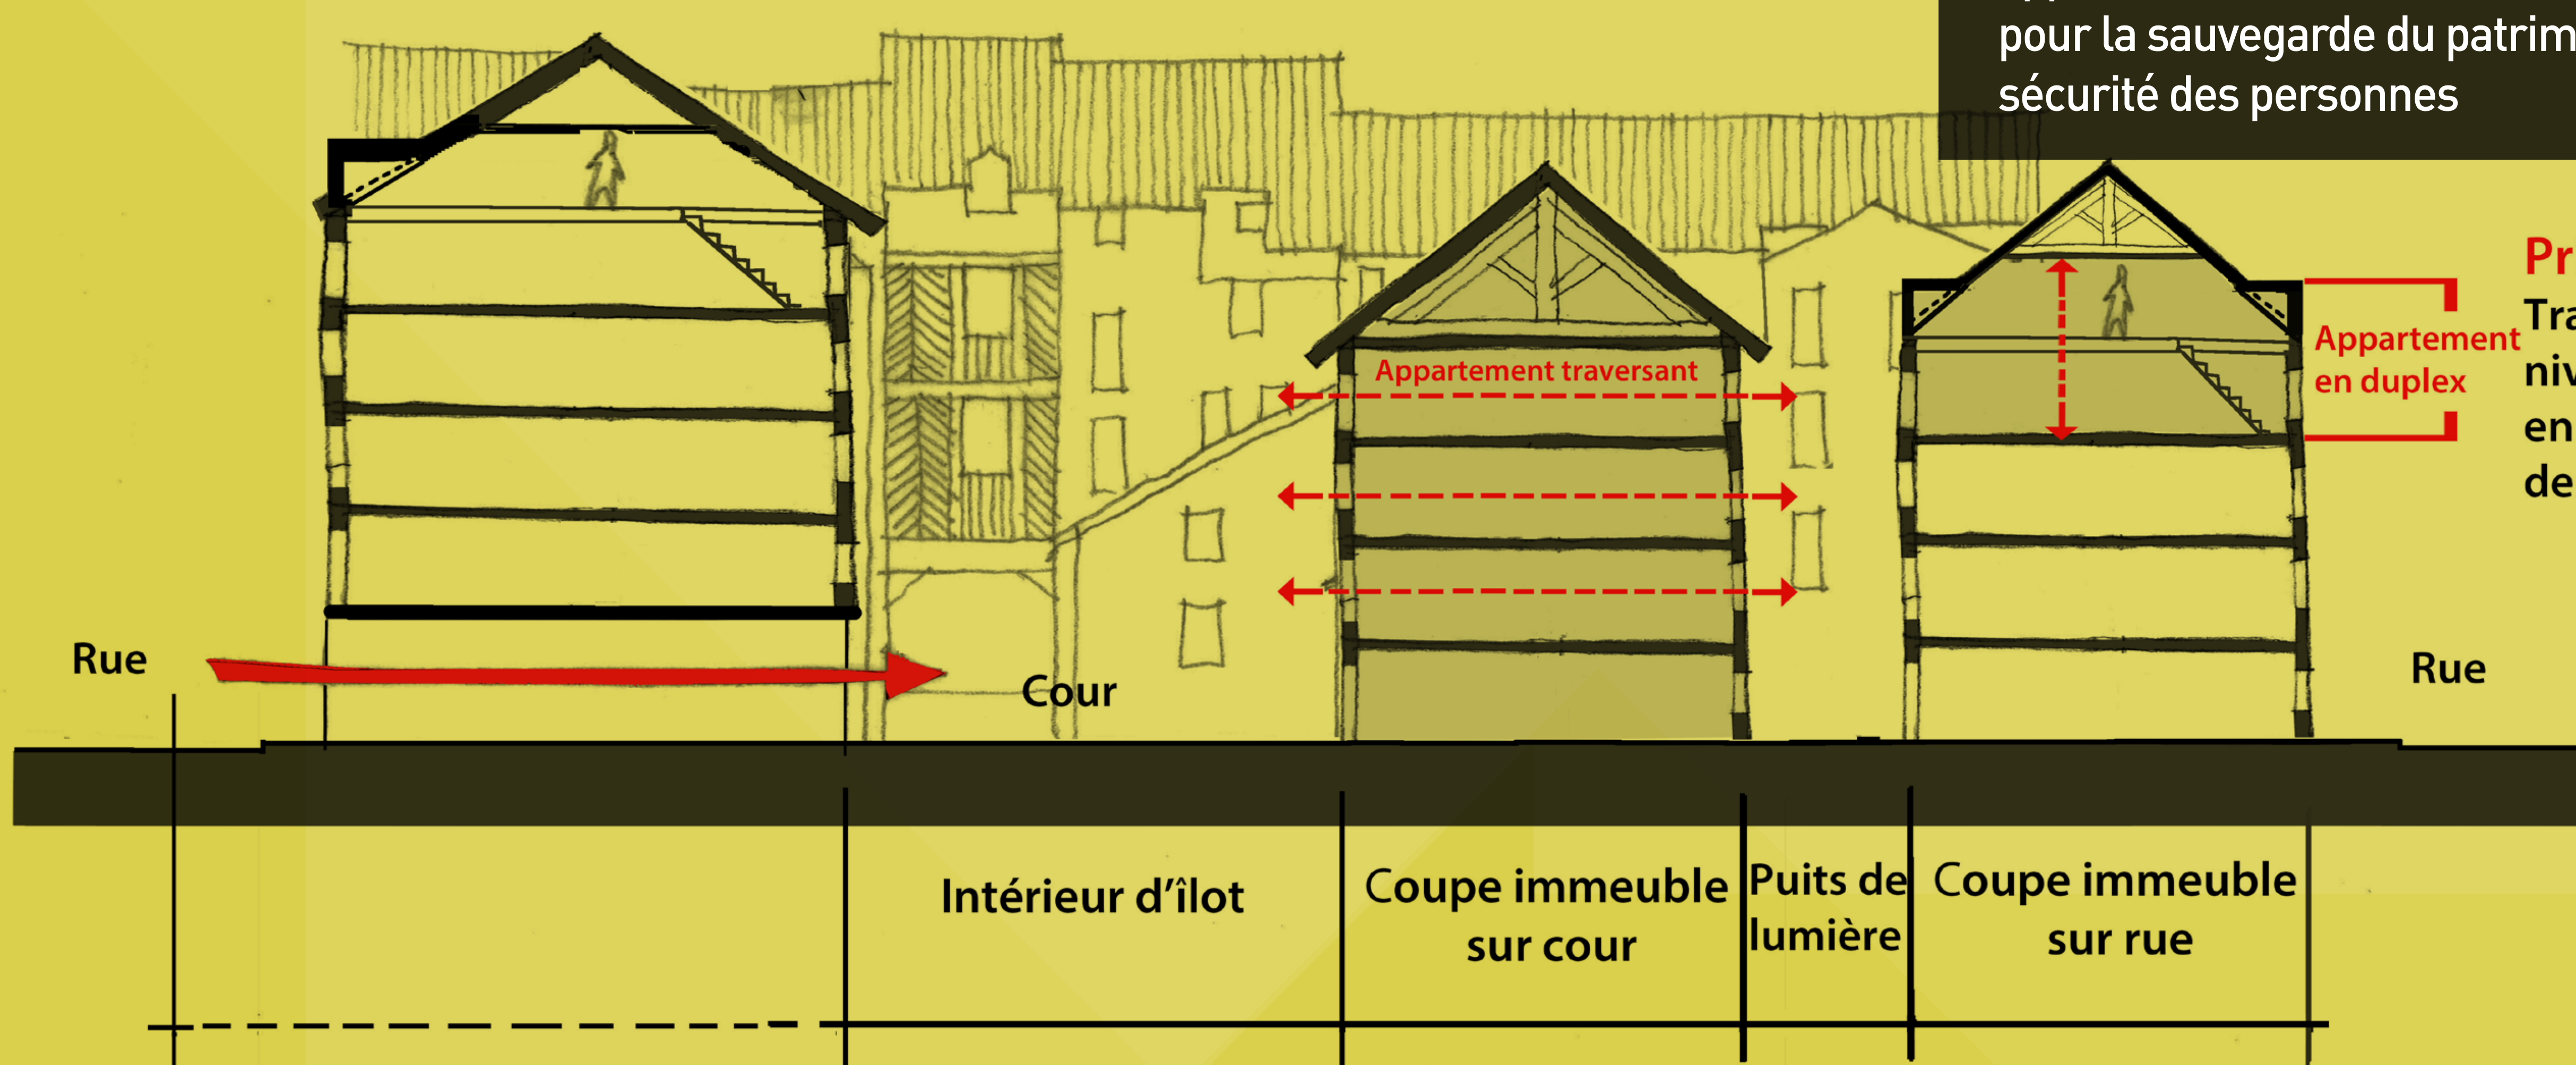 pour la sauvegarde du patrim
sécurité des personnes
Pr
Tra
niv
en
de
Appartement
en duplex
Appartement traversant
Rue
Cour
Rue
Intérieur d’îlot
Coupe immeuble
sur cour
Puits de
lumière
Coupe immeuble
sur rue